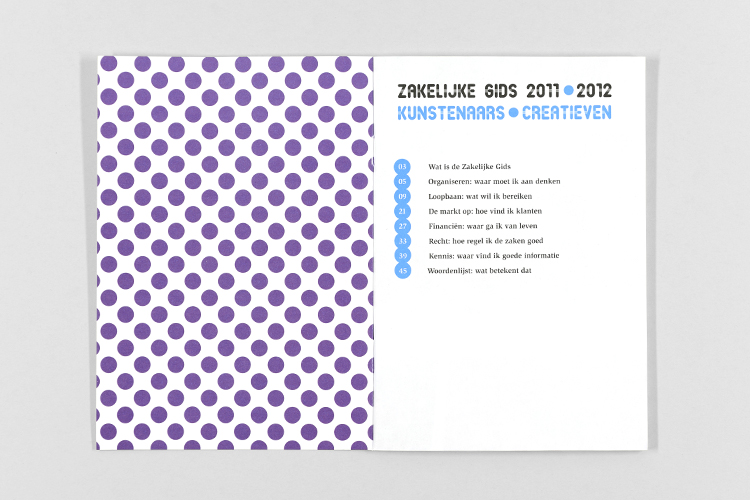 ZAKELIJKE GIDS 2011 • 2012
KUNSTENAARS • CREATIEVEN
03 Wat is de Zakelijke Gids
05 Organiseren: waar moet ik aan denken
09 Loopbaan: wat wil ik bereiken
21 De markt op: hoe vind ik klanten
27 Financiën: waar ga ik van leven
33 Recht: hoe regel ik de zaken goed
39 Kennis: waar vind ik goede informatie
45 Woordenlijst: wat betekent dat